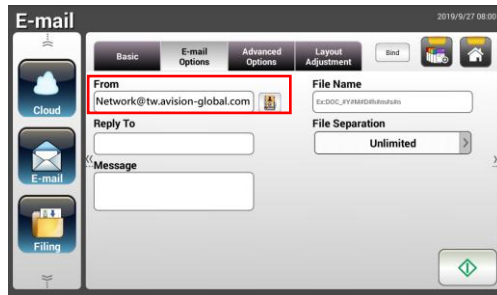 E-mail
2019/9/27 08:00
Basic
E-mail Options
Advanced Options
Layout Adjustment
Bind
Cloud
E-mail
Filing
From
Network@tw.avision-global.com
Reply To
Message
File Name
File Separation
Unlimited